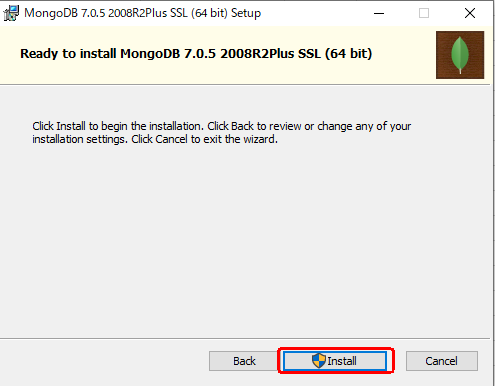 MongoDB 7.0.5 2008R2Plus SSL (64 bit) Setup
Ready to install MongoDB 7.0.5 2008R2Plus SSL (64 bit)
Click Install to begin the installation. Click Back to review or change any of your
installation settings. Click Cancel to exit the wizard.
Back
Install
Cancel